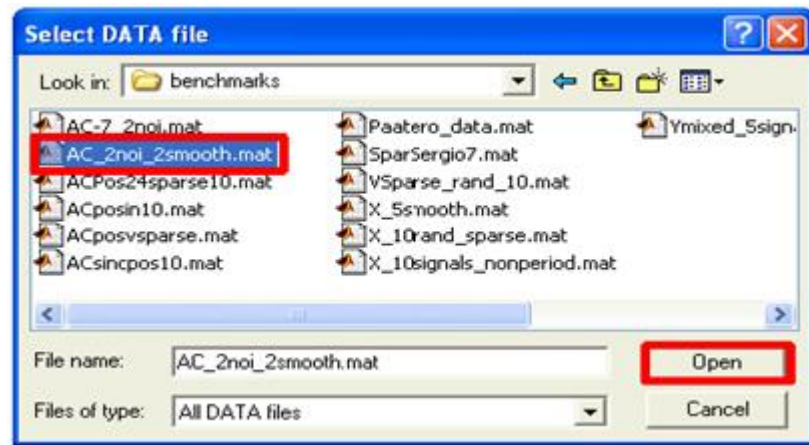 Select DATA file
Look in: benchmarks
AC-7_2noi.mat
AC_2noi_2smooth.mat
ACPos24sparse10.mat
ACposin10.mat
ACposvsparse.mat
ACsincpos10.mat
Paatero_data.mat
SparSergio7.mat
VSparse_rand_10.mat
X_5smooth.mat
X_10rand_sparse.mat
X_10signals_nonperiod.mat
Ymixed_5sign
File name: AC_2noi_2smooth.mat
Open
Files of type: All DATA files
Cancel